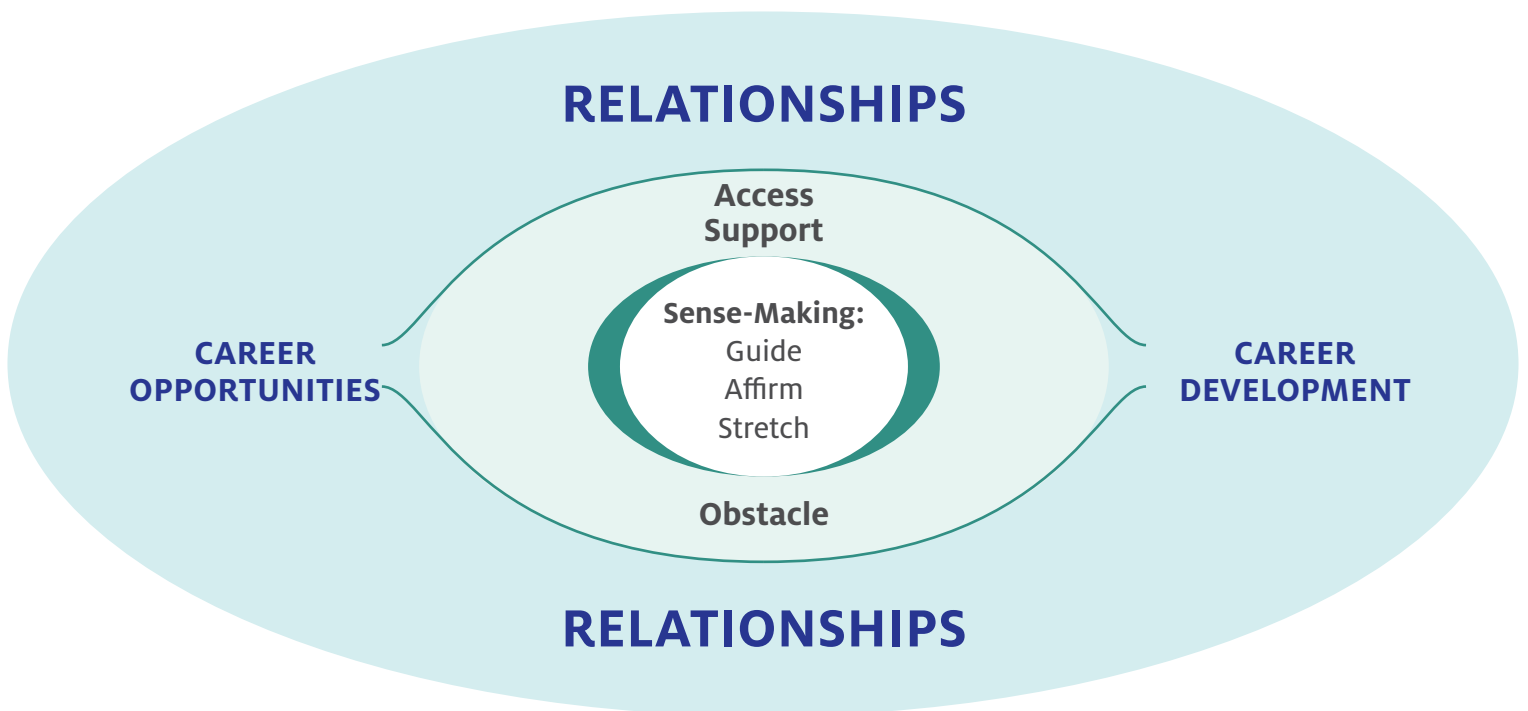 RELATIONSHIPS
Access
Support
Sense-Making:
Guide
Affirm
Stretch
CAREER
OPPORTUNITIES
CAREER
DEVELOPMENT
Obstacle
RELATIONSHIPS